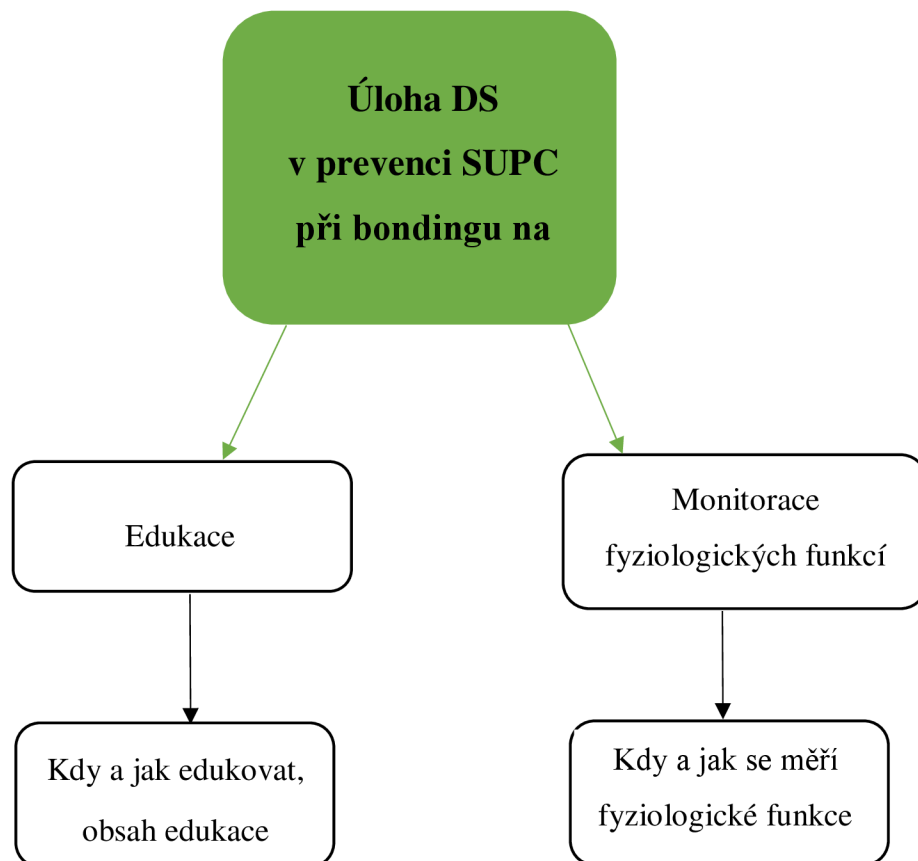 Úloha DS
v prevenci SUPC
při bondingu na
Edukace
Monitorace
fyziologických funkcí
Kdy a jak edukovat,
obsah edukace
Kdy a jak se měří
fyziologické funkce